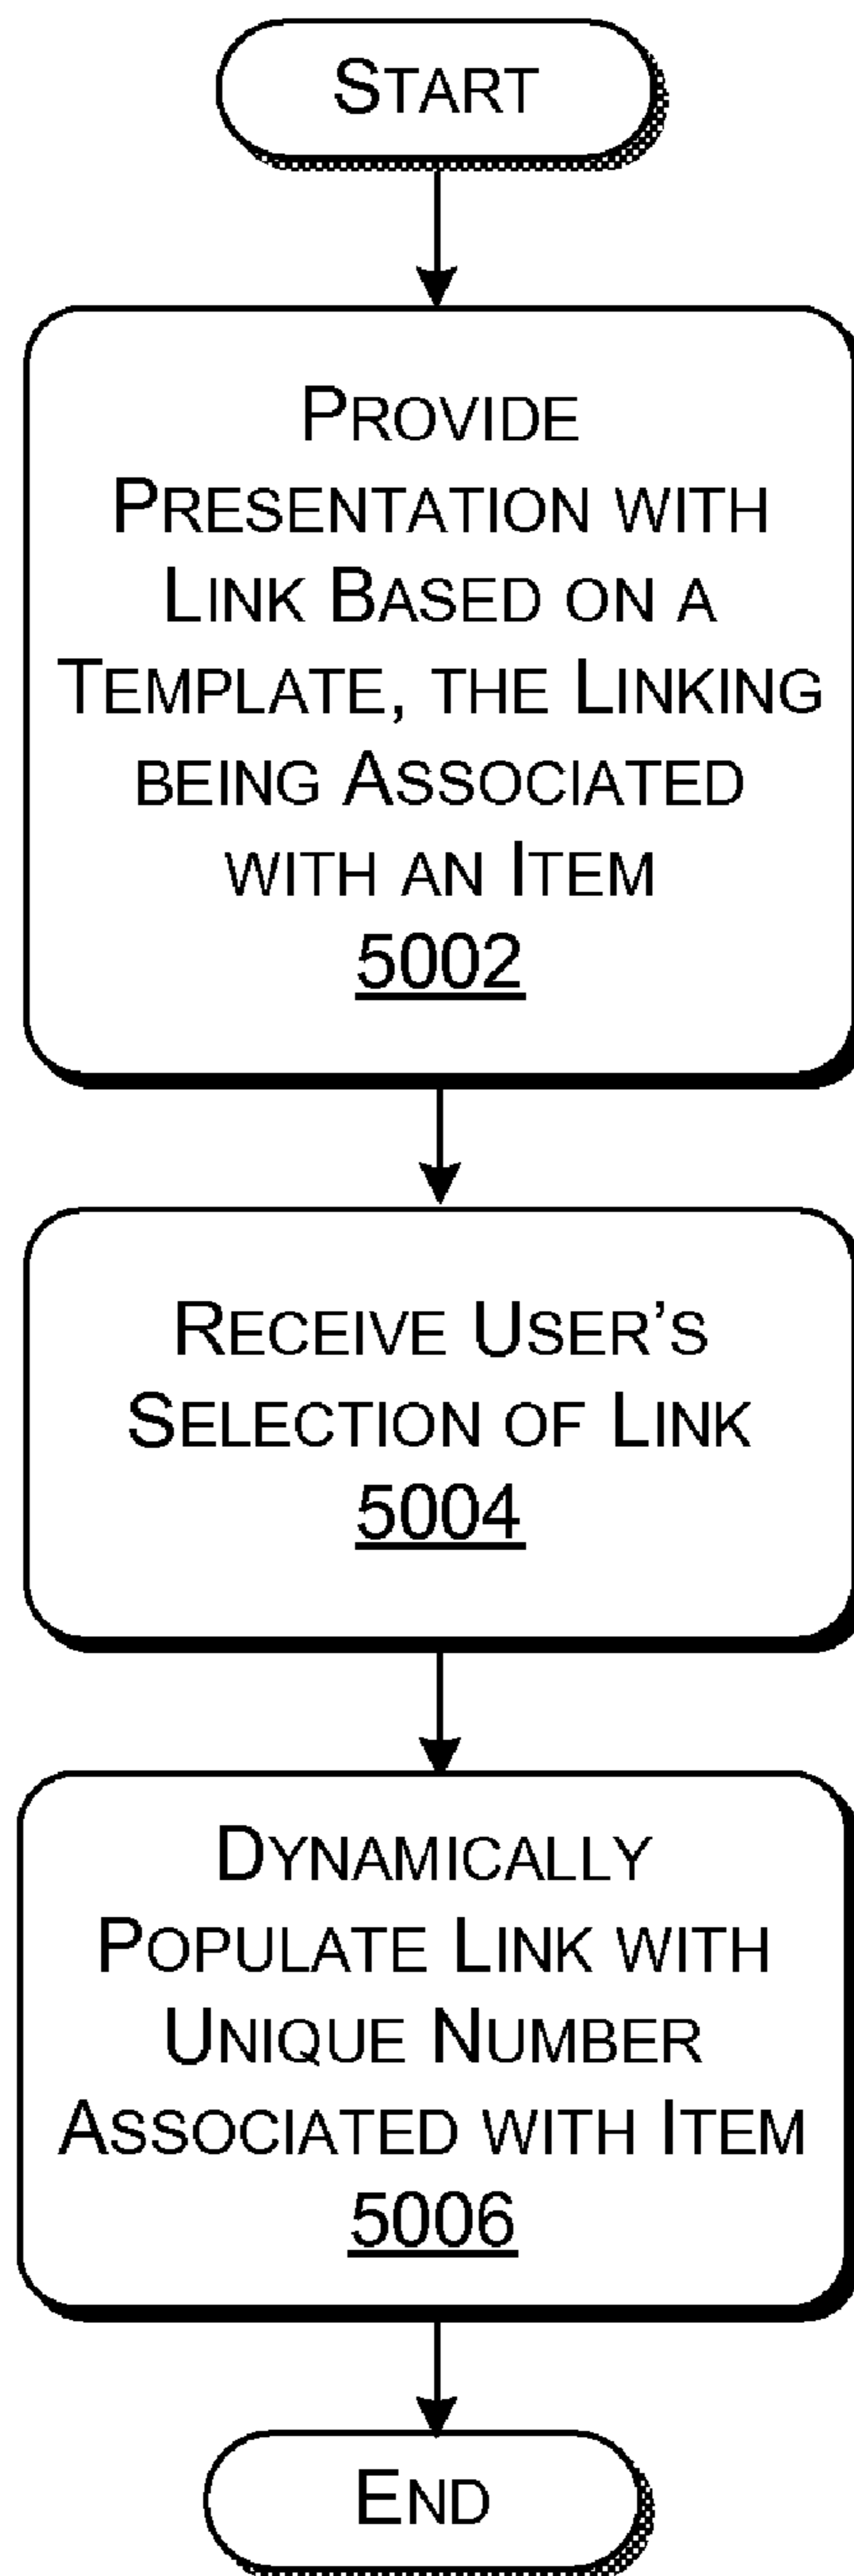 START
PROVIDE
PRESENTATION WITH
LINK BASED ON A
TEMPLATE, THE LINKING
BEING ASSOCIATED
WITH AN ITEM
5002
RECEIVE USER'S
SELECTION OF LINK
5004
DYNAMICALLY
POPULATE LINK WITH
UNIQUE NUMBER
ASSOCIATED WITH ITEM
5006
END